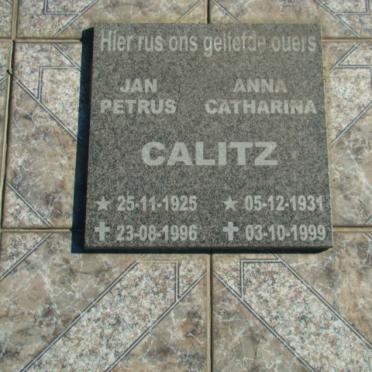 Hier rus ons geliefde ouers
JAN ANNA
PETRUS CATHARINA
CALITZ
★ 25-11-1925 ★ 05-12-1931
✝ 23-08-1996 ✝ 03-10-1999